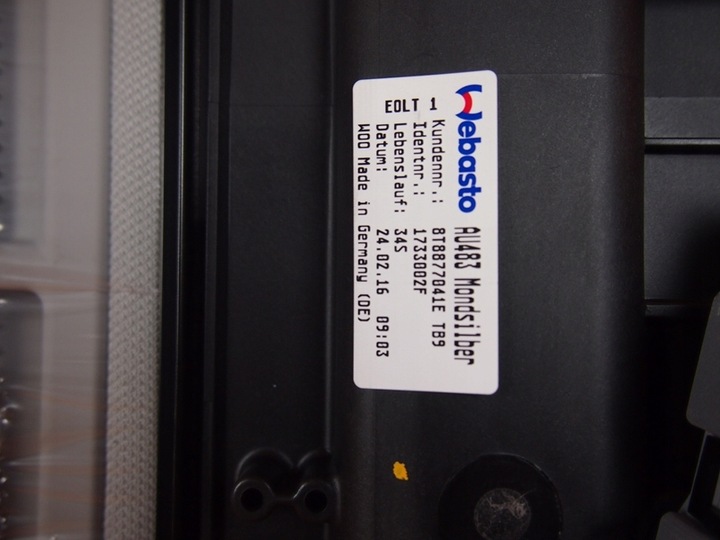 Webasto AU483 Mondsilber
Kundennr.: 8T8877041E TB9
Identnr.: 1733002F
Lebenslauf: 34S
Datum: 24.02.16 09:03
W00 Made in Germany (DE)
EOLT 1